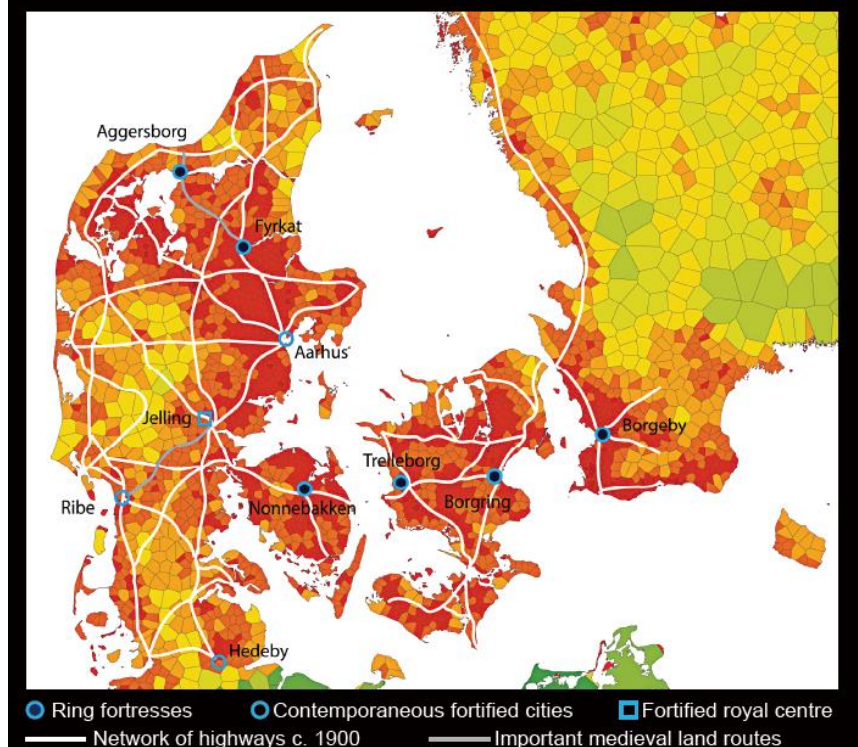 Aggersborg
Fyrkat
Aarhus
Jelling
Borgeby
Trelleborg
Ribe
Nonnebakken
Borgring
Hedeby
Ring fortresses
Contemporaneous fortified cities
Fortified royal centre
Network of highways c. 1900
Important medieval land routes